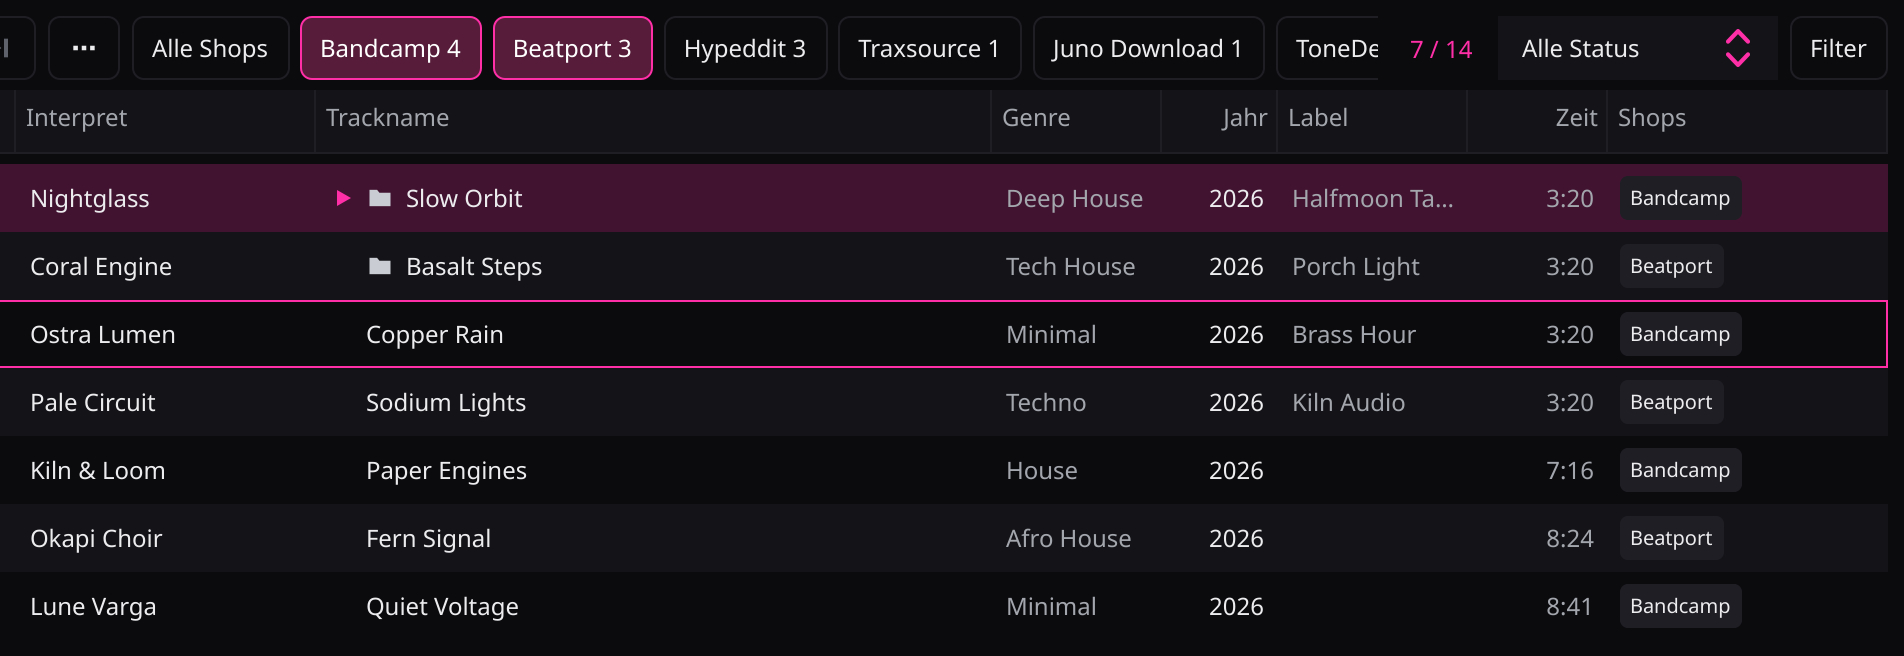 ... Alle Shops Bandcamp 4 Beatport 3 Hypeddit 3 Traxsource 1 Juno Download 1 7 / 14 Alle Status Filter
Interpret Trackname Genre Jahr Label Zeit Shops
Nightglass Slow Orbit Deep House 2026 Halfmoon Ta... 3:20 Bandcamp
Coral Engine Basalt Steps Tech House 2026 Porch Light 3:20 Beatport
Ostra Lumen Copper Rain Minimal 2026 Brass Hour 3:20 Bandcamp
Pale Circuit Sodium Lights Techno 2026 Kiln Audio 3:20 Beatport
Kiln & Loom Paper Engines House 2026 7:16 Bandcamp
Okapi Choir Fern Signal Afro House 2026 8:24 Beatport
Lune Varga Quiet Voltage Minimal 2026 8:41 Bandcamp